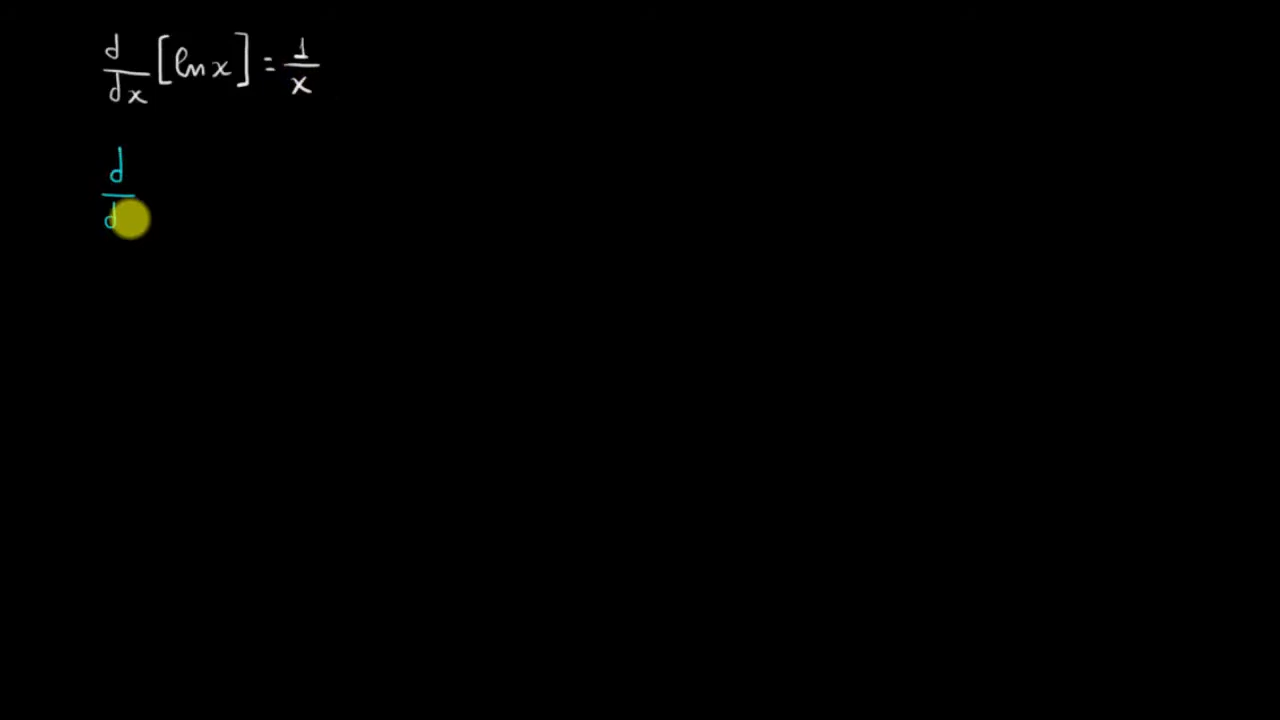 d/dx [ln x] = 1/x
d/d